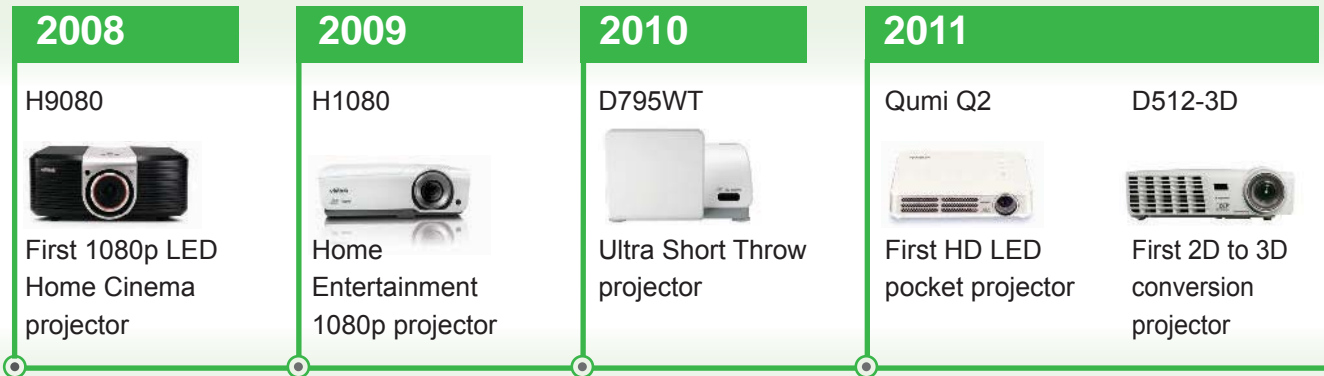 2008
H9080
First 1080p LED
Home Cinema
projector
2009
H1080
Home
Entertainment
1080p projector
2010
D795WT
Ultra Short Throw
projector
2011
Qumi Q2
First HD LED
pocket projector
D512-3D
First 2D to 3D
conversion
projector